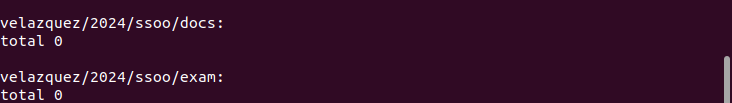 velazquez/2024/ssoo/docs:
total 0
velazquez/2024/ssoo/exam:
total 0